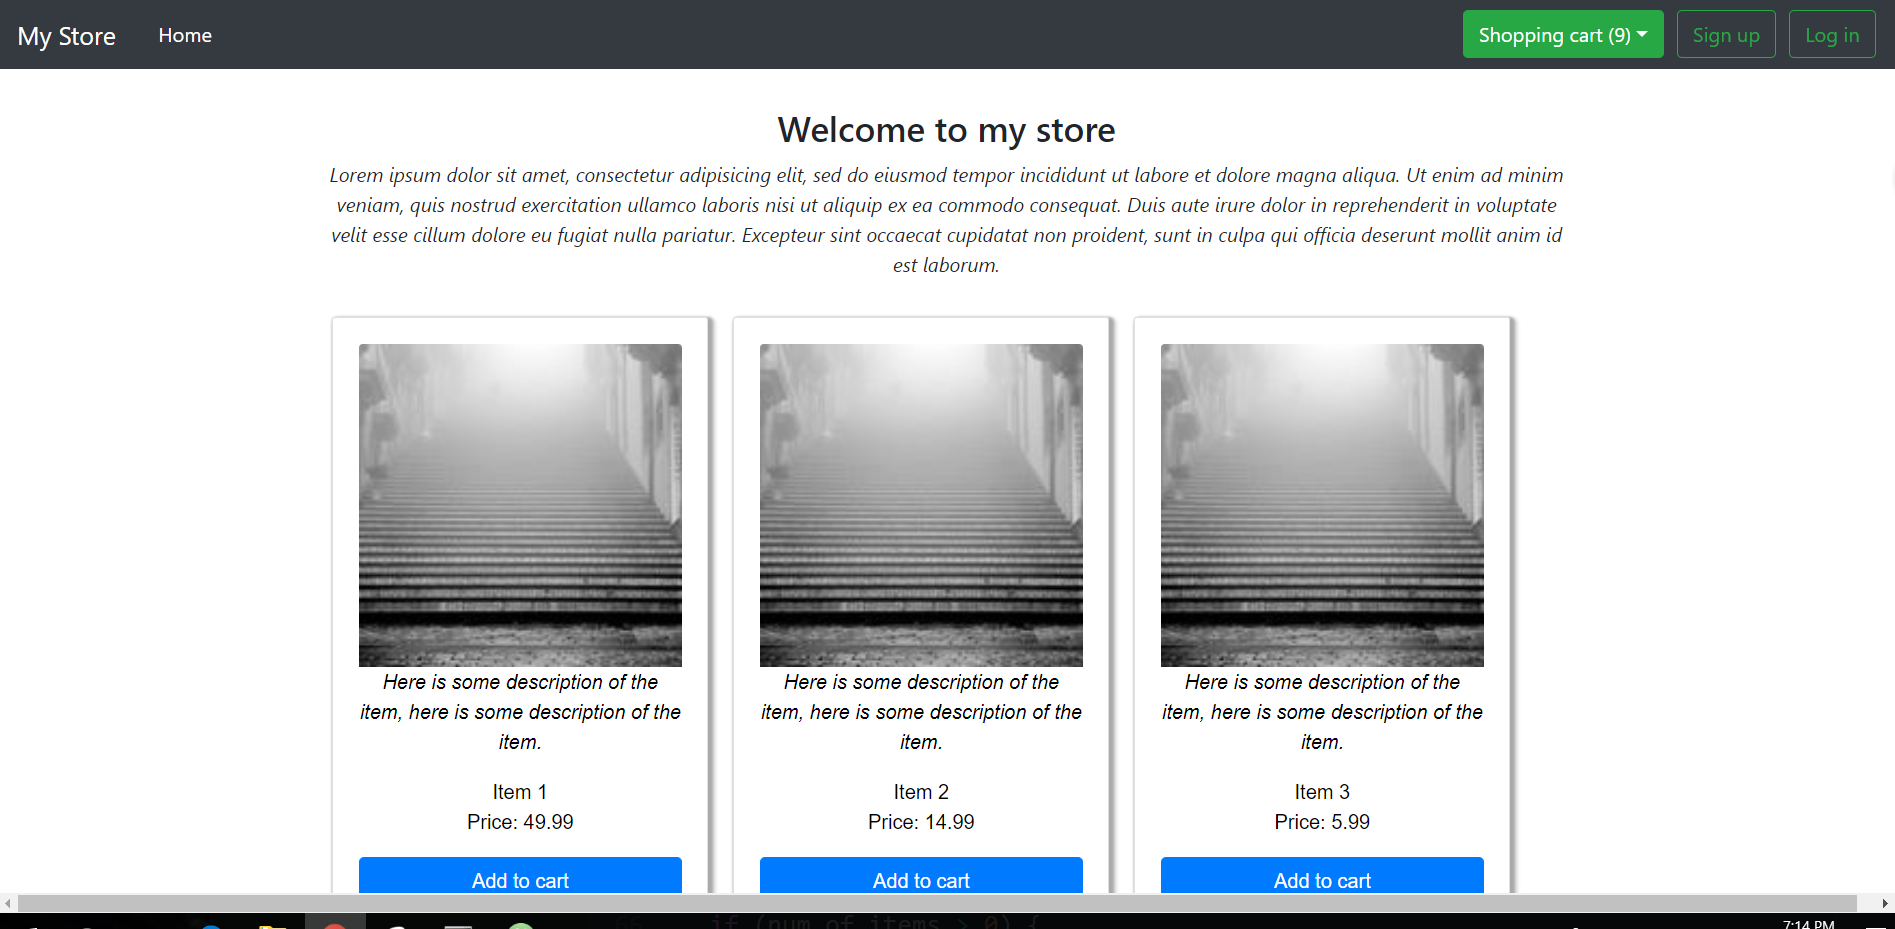 My Store Home Shopping cart (9) Sign up Log in
Welcome to my store
Lorem ipsum dolor sit amet, consectetur adipisicing elit, sed do eiusmod tempor incididunt ut labore et dolore magna aliqua. Ut enim ad minim
veniam, quis nostrud exercitation ullamco laboris nisi ut aliquip ex ea commodo consequat. Duis aute irure dolor in reprehenderit in voluptate
velit esse cillum dolore eu fugiat nulla pariatur. Excepteur sint occaecat cupidatat non proident, sunt in culpa qui officia deserunt mollit anim id
est laborum.
Here is some description of the
item, here is some description of the
item.
Item 1
Price: 49.99
Add to cart
Here is some description of the
item, here is some description of the
item.
Item 2
Price: 14.99
Add to cart
Here is some description of the
item, here is some description of the
item.
Item 3
Price: 5.99
Add to cart
if (num_of_items > 0) {
7:14 PM